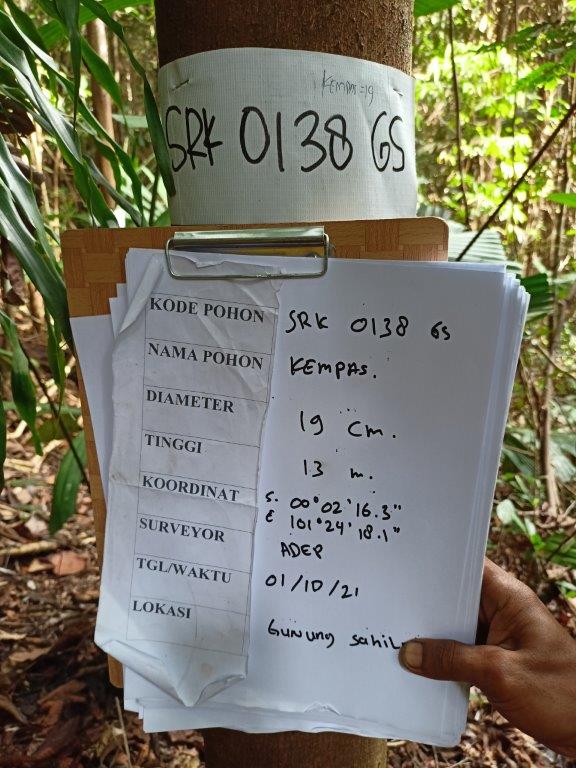 KEMPAS=19
SRK 0138 GS
KODE POHON SRK 0138 GS
NAMA POHON KEMPAS.
DIAMETER 19 cm.
TINGGI 13 m.
KOORDINAT S. 00°02'16.3"
E 101°24'18.1"
SURVEYOR ADEP
TGL/WAKTU 01/10/21
LOKASI Gunung sahil